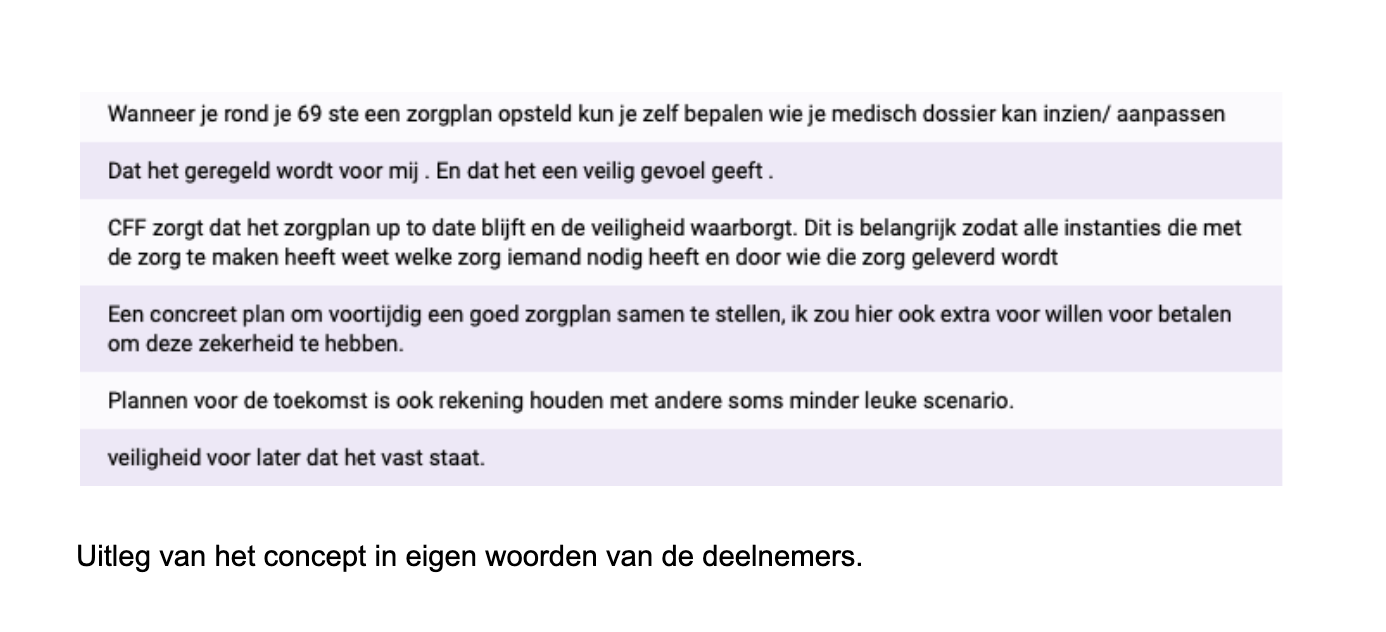 Wanneer je rond je 69 ste een zorgplan opsteld kun je zelf bepalen wie je medisch dossier kan inzien/ aanpassen
Dat het geregeld wordt voor mij . En dat het een veilig gevoel geeft .
CFF zorgt dat het zorgplan up to date blijft en de veiligheid waarborgt. Dit is belangrijk zodat alle instanties die met
de zorg te maken heeft weet welke zorg iemand nodig heeft en door wie die zorg geleverd wordt
Een concreet plan om voortijdig een goed zorgplan samen te stellen, ik zou hier ook extra voor willen voor betalen
om deze zekerheid te hebben.
Plannen voor de toekomst is ook rekening houden met andere soms minder leuke scenario.
veiligheid voor later dat het vast staat.
Uitleg van het concept in eigen woorden van de deelnemers.